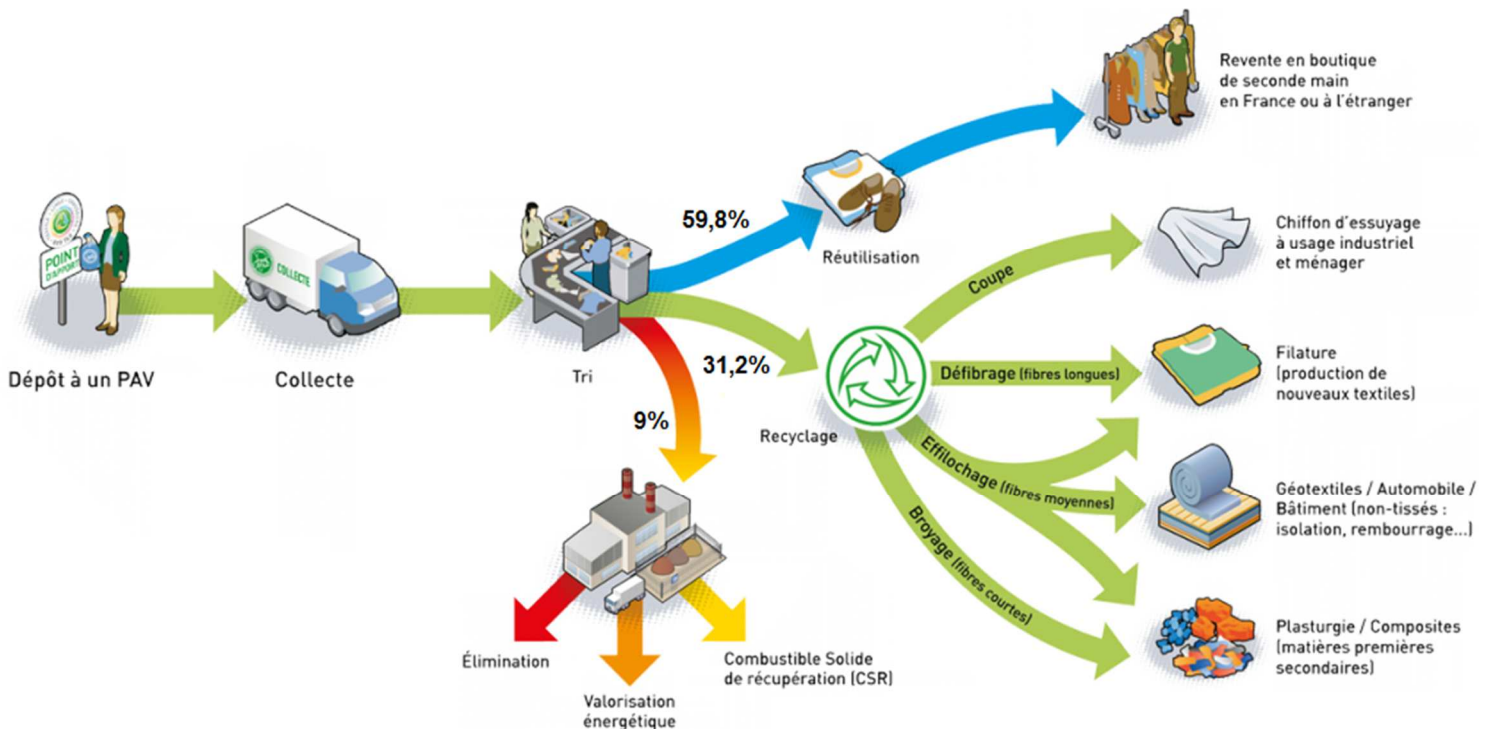 POINT
D'APPORT
Dépôt à un PAV
COLLECTE
Collecte
Tri
59,8%
31,2%
9%
Réutilisation
Revente en boutique
de seconde main
en France ou à l'étranger
Recyclage
Coupe
Chiffon d'essuyage
à usage industriel
et ménager
Défibrage (fibres longues)
Filature
(production de
nouveaux textiles)
Effilochage (fibres moyennes)
Géotextiles / Automobile /
Bâtiment (non-tissés :
isolation, rembourrage...)
Broyage (fibres courtes)
Plasturgie / Composites
(matières premières
secondaires)
Élimination
Valorisation
énergétique
Combustible Solide
de récupération (CSR)